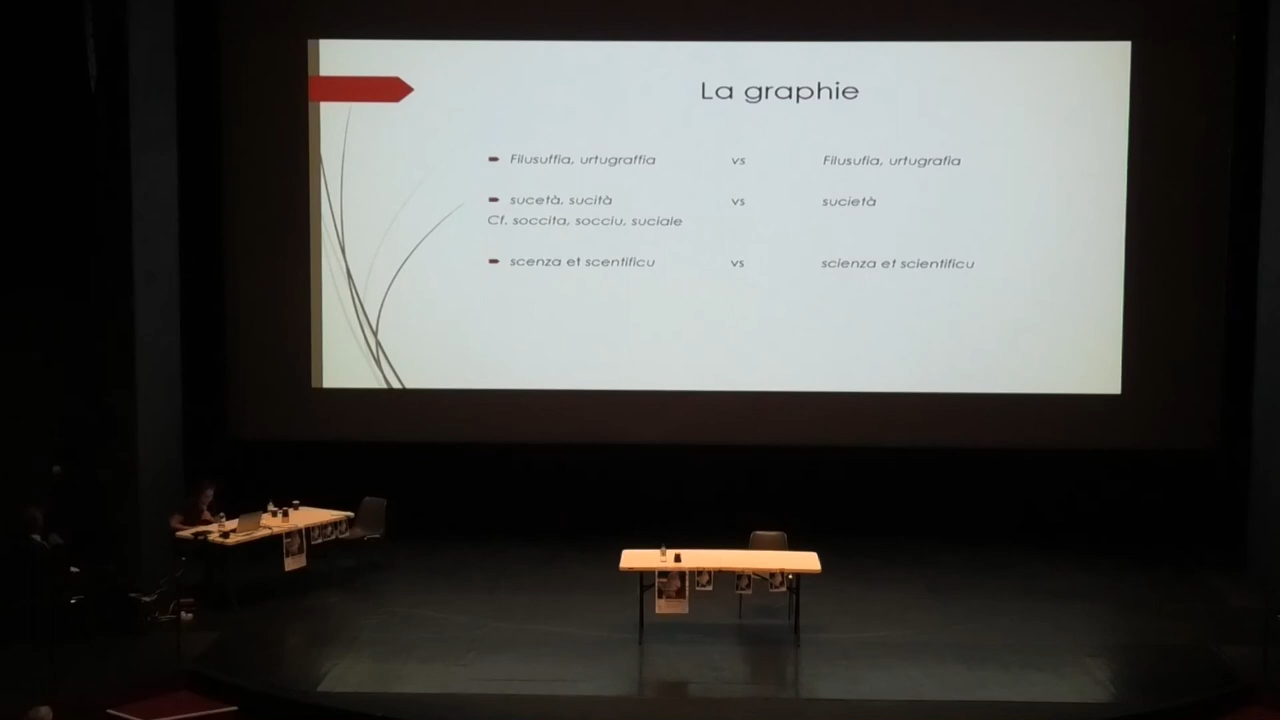 La graphie
Filusuffia, urtugraffia vs Filusufia, urtugrafia
sucetà, sucità vs sucietà
Cf. soccita, socciu, suciale
scenza et scentificu vs scienza et scientificu